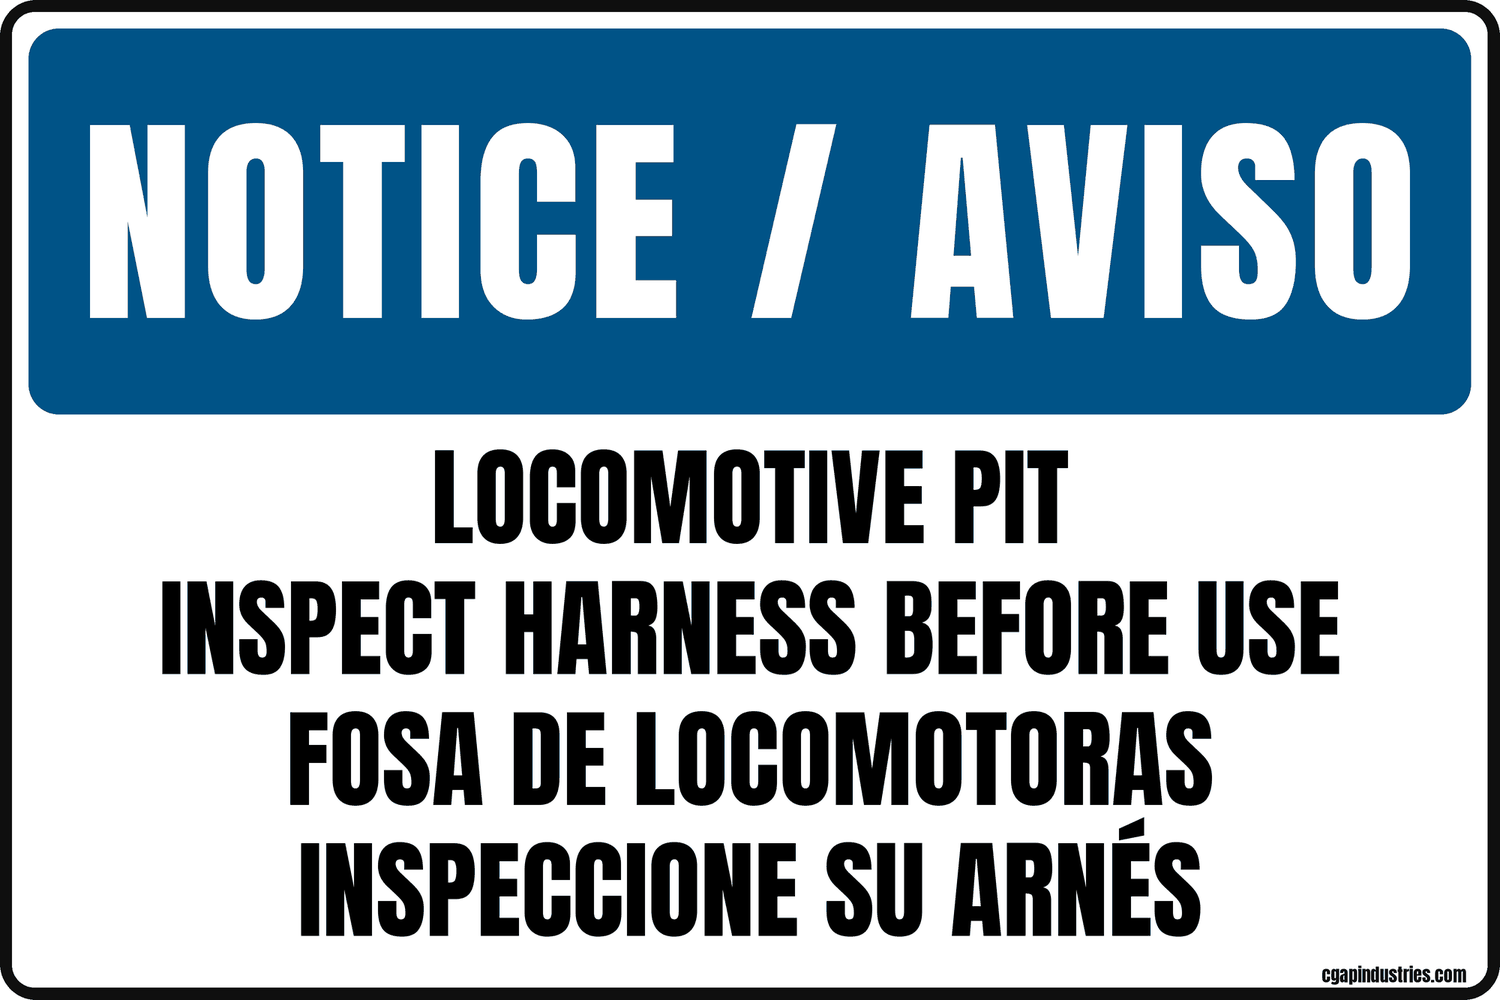 NOTICE / AVISO
LOCOMOTIVE PIT
INSPECT HARNESS BEFORE USE
FOSA DE LOCOMOTORAS
INSPECCIONE SU ARNÉS
cgapindustries.com